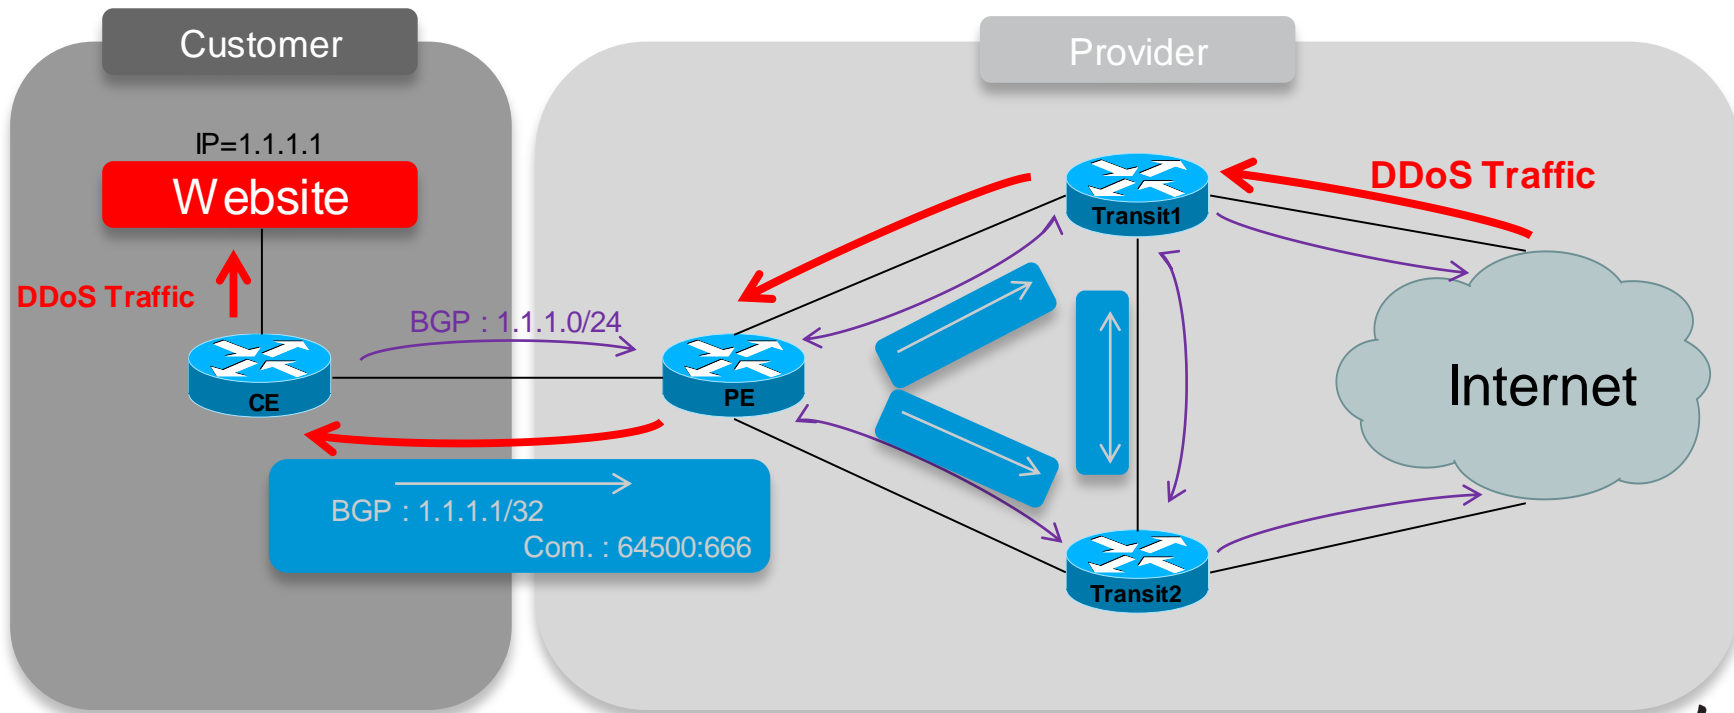 Customer
Provider
IP=1.1.1.1
Website
DDoS Traffic
Transit1
DDoS Traffic
BGP : 1.1.1.0/24
CE
PE
Internet
BGP : 1.1.1.1/32
Com. : 64500:666
Transit2